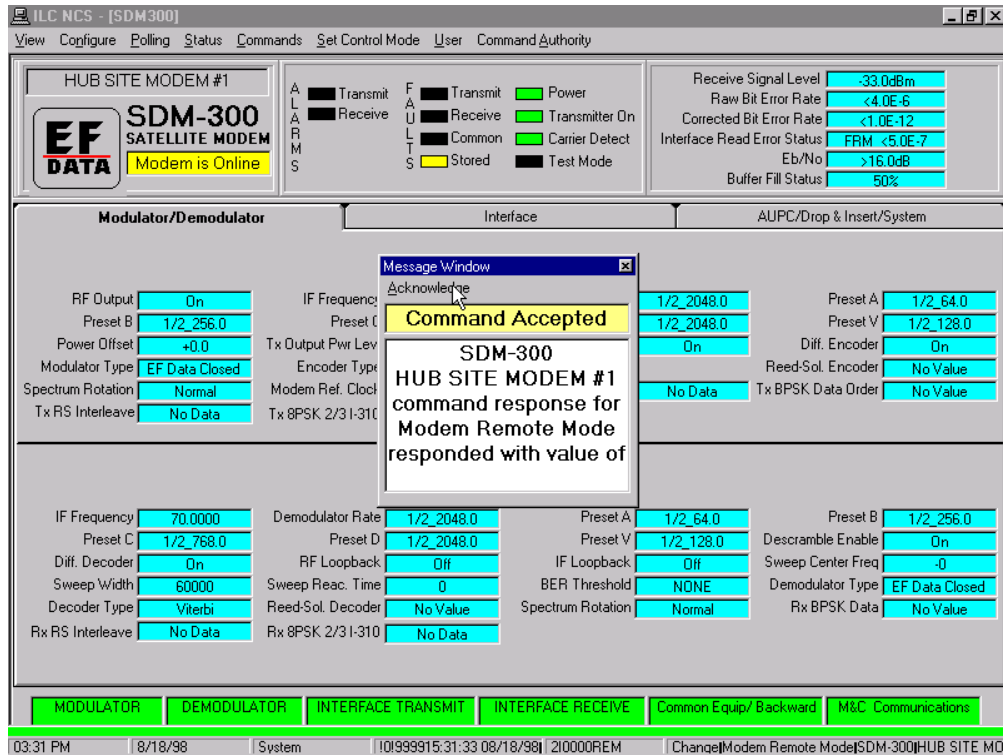 ILC NCS - [SDM300]
View Configure Polling Status Commands Set Control Mode User Command Authority
HUB SITE MODEM #1
EF DATA
SDM-300
SATELLITE MODEM
Modem is Online
ALARMS
Transmit
Receive
FAULTS
Transmit
Receive
Common
Stored
Power
Transmitter On
Carrier Detect
Test Mode
Receive Signal Level -33.0dBm
Raw Bit Error Rate <4.0E-6
Corrected Bit Error Rate <1.0E-12
Interface Read Error Status FRM <5.0E-7
Eb/No >16.0dB
Buffer Fill Status 50%
Modulator/Demodulator Interface AUPC/Drop & Insert/System
Message Window
Acknowledge
Command Accepted
SDM-300
HUB SITE MODEM #1
command response for
Modem Remote Mode
responded with value of
RF Output On IF Frequency 1/2_2048.0 Preset A 1/2_64.0
Preset B 1/2_256.0 Preset 1/2_2048.0 Preset V 1/2_128.0
Power Offset +0.0 Tx Output Pwr Lev On Diff. Encoder On
Modulator Type EF Data Closed Encoder Type Reed-Sol. Encoder No Value
Spectrum Rotation Normal Modem Ref. Clock No Data Tx BPSK Data Order No Value
Tx RS Interleave No Data Tx 8PSK 2/3 I-310
IF Frequency 70.0000 Demodulator Rate 1/2_2048.0 Preset A 1/2_64.0 Preset B 1/2_256.0
Preset C 1/2_768.0 Preset D 1/2_2048.0 Preset V 1/2_128.0 Descramble Enable On
Diff. Decoder On RF Loopback Off IF Loopback Off Sweep Center Freq -0
Sweep Width 60000 Sweep Reac. Time 0 BER Threshold NONE Demodulator Type EF Data Closed
Decoder Type Viterbi Reed-Sol. Decoder No Value Spectrum Rotation Normal Rx BPSK Data No Value
Rx RS Interleave No Data Rx 8PSK 2/3 I-310 No Data
MODULATOR DEMODULATOR INTERFACE TRANSMIT INTERFACE RECEIVE Common Equip/ Backward M&C Communications
03:31 PM 8/18/98 System !0!999915:31:33 08/18/98| 2|0000REM Change|Modem Remote Mode|SDM-300|HUB SITE MO